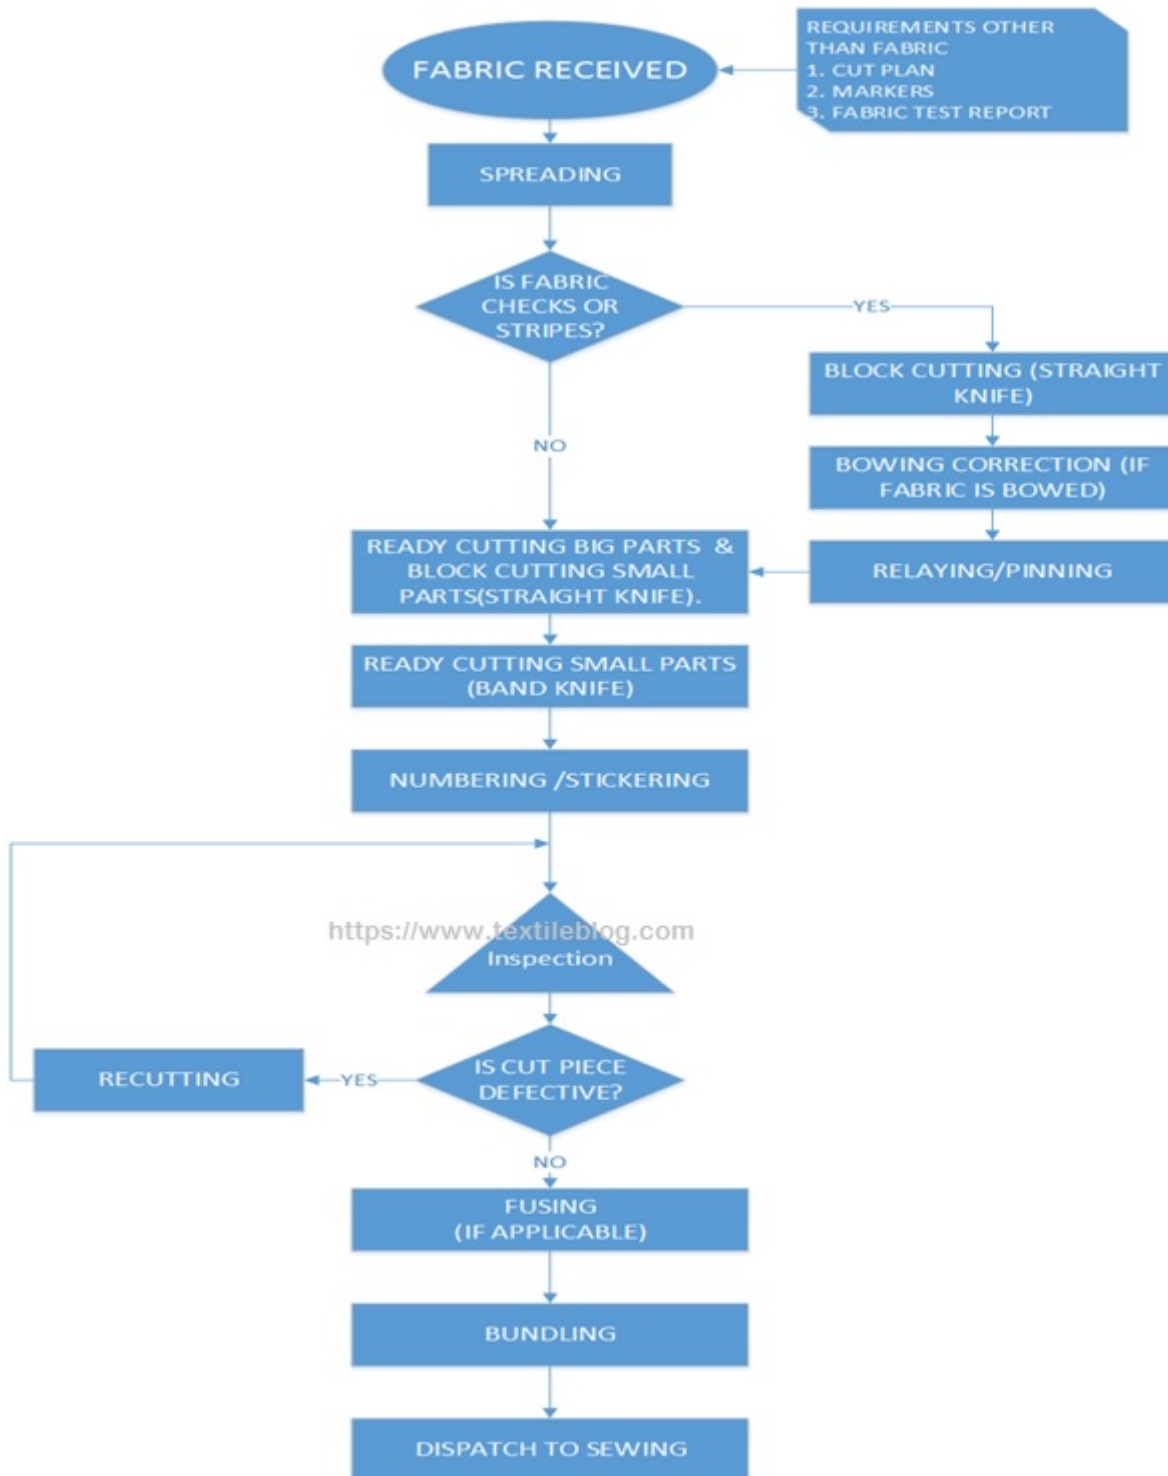 FABRIC RECEIVED
REQUIREMENTS OTHER
THAN FABRIC
1. CUT PLAN
2. MARKERS
3. FABRIC TEST REPORT
SPREADING
IS FABRIC
CHECKS OR
STRIPES?
YES
BLOCK CUTTING (STRAIGHT
KNIFE)
BOWING CORRECTION (IF
FABRIC IS BOWED)
RELAYING/PINNING
NO
READY CUTTING BIG PARTS &
BLOCK CUTTING SMALL
PARTS(STRAIGHT KNIFE).
READY CUTTING SMALL PARTS
(BAND KNIFE)
NUMBERING /STICKERING
https://www.textileblog.com
Inspection
IS CUT PIECE
DEFECTIVE?
YES
RECUTTING
NO
FUSING
(IF APPLICABLE)
BUNDLING
DISPATCH TO SEWING